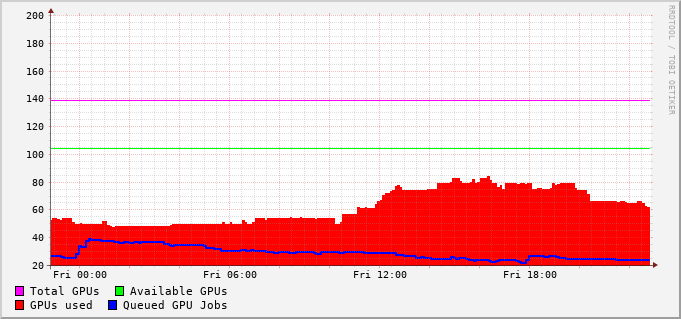 200
180
160
140
120
100
80
60
40
20
Fri 00:00 Fri 06:00 Fri 12:00 Fri 18:00
Total GPUs Available GPUs
GPUs used Queued GPU Jobs
RRDTOOL / TOBI OETIKER